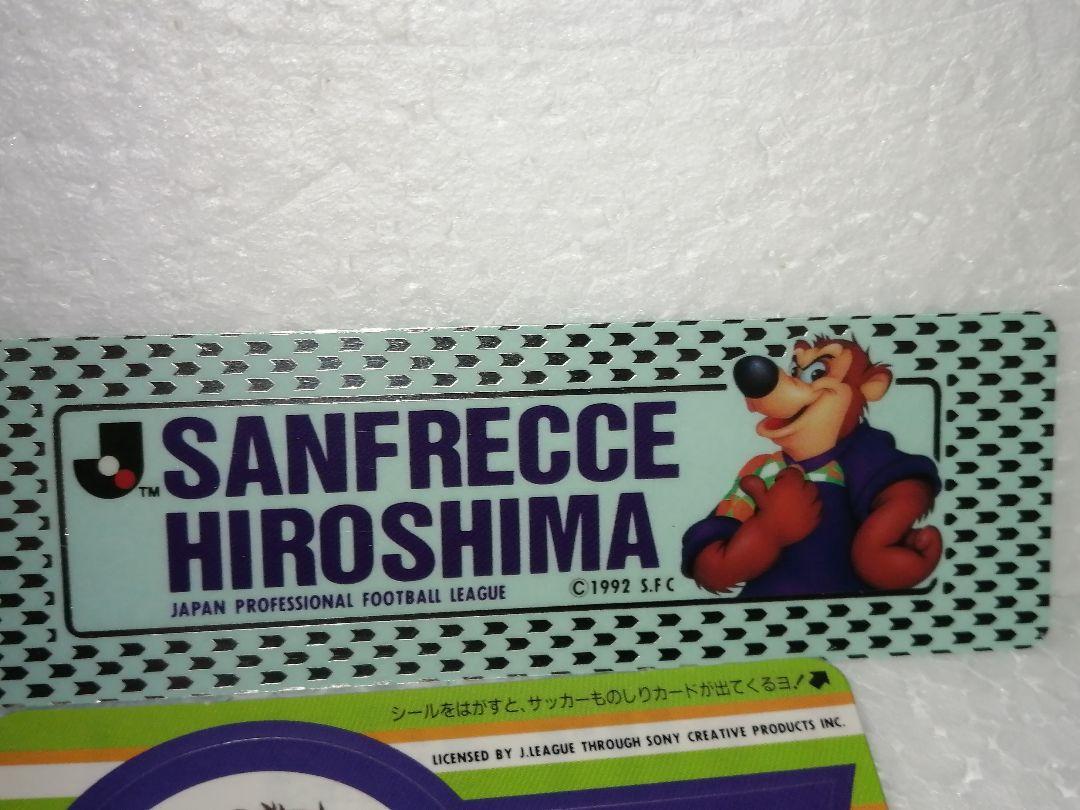 SANFRECCE
HIROSHIMA
TM
JAPAN PROFESSIONAL FOOTBALL LEAGUE
©1992 S.F.C
シールをはがすと、サッカーものしりカードが出てくるヨ!
LICENSED BY J.LEAGUE THROUGH SONY CREATIVE PRODUCTS INC.